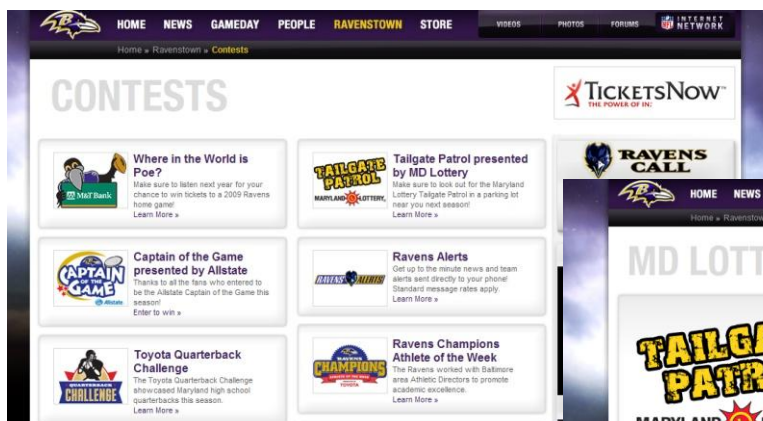 HOME NEWS GAMEDAY PEOPLE RAVENSTOWN STORE VIDEOS PHOTOS FORUMS NFL INTERNET NETWORK
Home » Ravenstown » Contests
CONTESTS
TICKETSNOW™
THE POWER OF IN:
M&T Bank
Where in the World is Poe?
Make sure to listen next year for your
chance to win tickets to a 2009 Ravens
home game!
Learn More »
TAILGATE
PATROL
MARYLAND LOTTERY.
Tailgate Patrol presented
by MD Lottery
Make sure to look out for the Maryland
Lottery Tailgate Patrol in a parking lot
near you next season!
Learn More »
RAVENS
CALL
CAPTAIN
OF THE
GAME
Allstate
Captain of the Game
presented by Allstate
Thanks to all the fans who entered to
be the Allstate Captain of the Game this
season!
Enter to win »
RAVENS ALERTS!
Ravens Alerts
Get up to the minute news and team
alerts sent directly to your phone!
Standard message rates apply.
Learn More »
QUARTERBACK
CHALLENGE
Toyota Quarterback
Challenge
The Toyota Quarterback Challenge
showcased Maryland high school
quarterbacks this season.
Learn More »
RAVENS
CHAMPIONS
TOYOTA
Ravens Champions
Athlete of the Week
The Ravens worked with Baltimore
area Athletic Directors to promote
academic excellence.
Learn More »
HOME NEWS
Home » Ravenstow
MD LOTT
TAILGA
PATR
MARYLAND